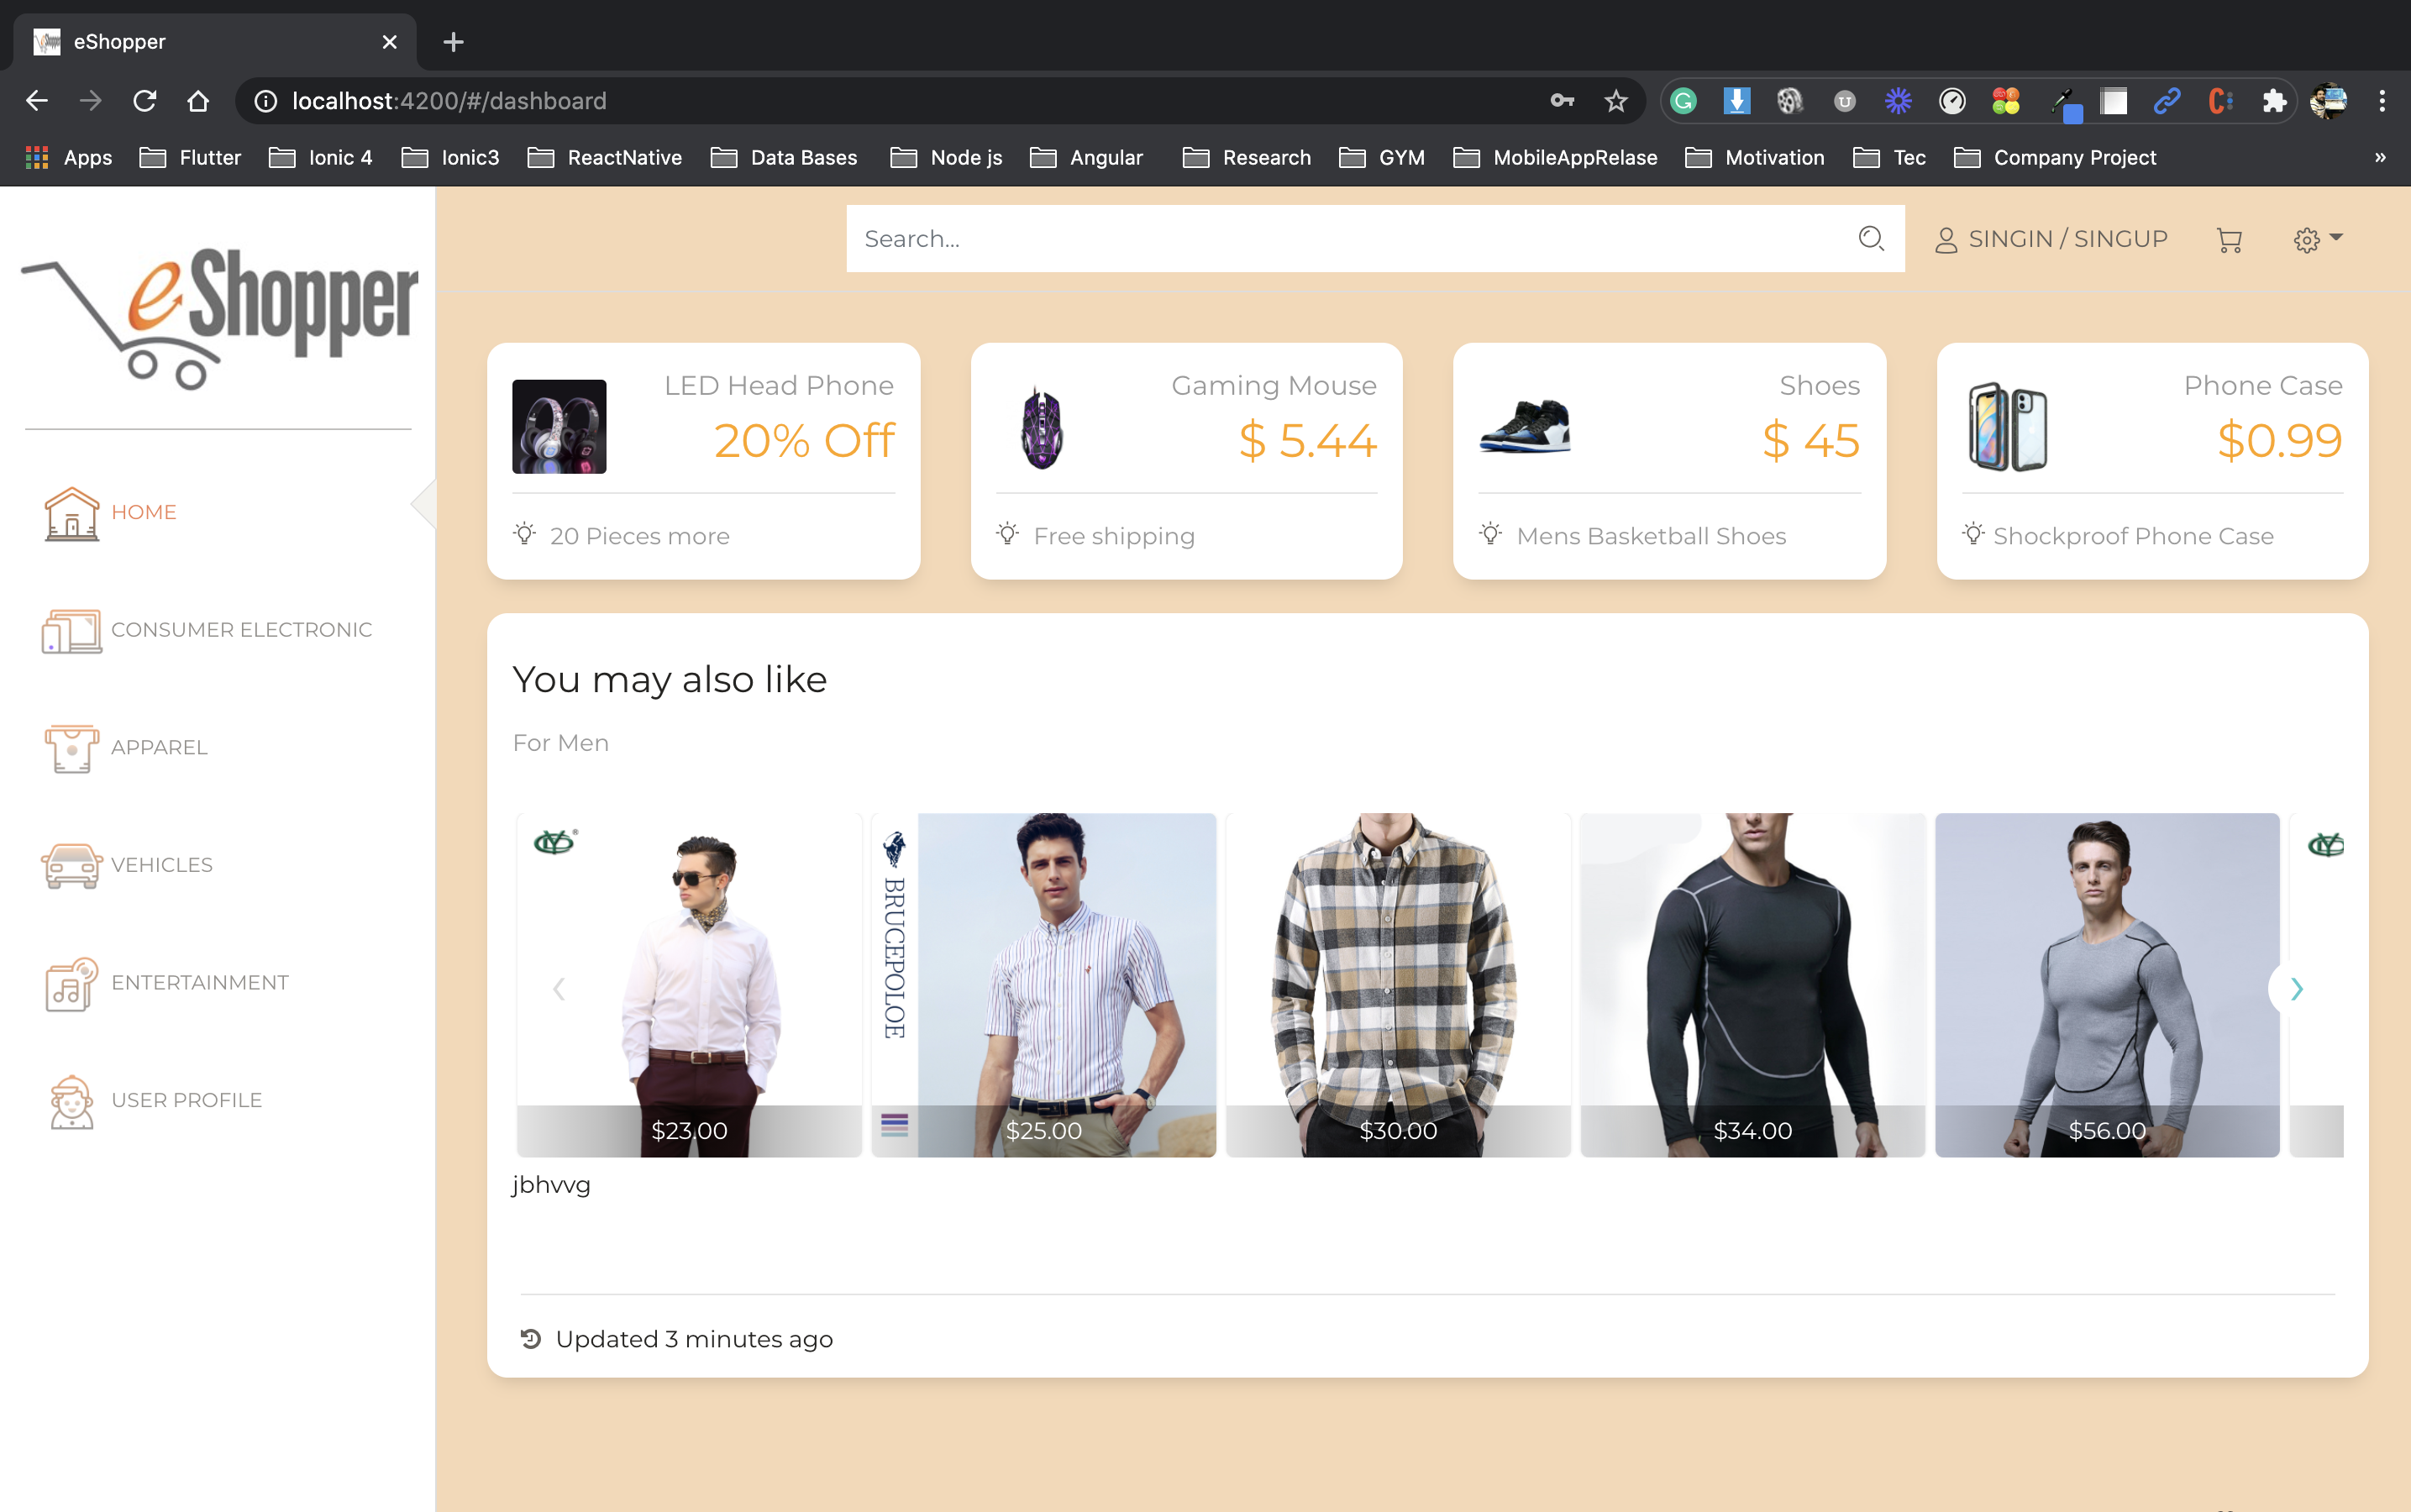 eShopper
localhost:4200/#/dashboard
Apps Flutter Ionic 4 Ionic3 ReactNative Data Bases Node js Angular Research GYM MobileAppRelase Motivation Tec Company Project »
eShopper
Search...
SINGIN / SINGUP
HOME
CONSUMER ELECTRONIC
APPAREL
VEHICLES
ENTERTAINMENT
USER PROFILE
LED Head Phone
20% Off
20 Pieces more
Gaming Mouse
$ 5.44
Free shipping
Shoes
$ 45
Mens Basketball Shoes
Phone Case
$0.99
Shockproof Phone Case
You may also like
For Men
BRUCEPOLOE
$23.00
$25.00
$30.00
$34.00
$56.00
jbhvvg
Updated 3 minutes ago